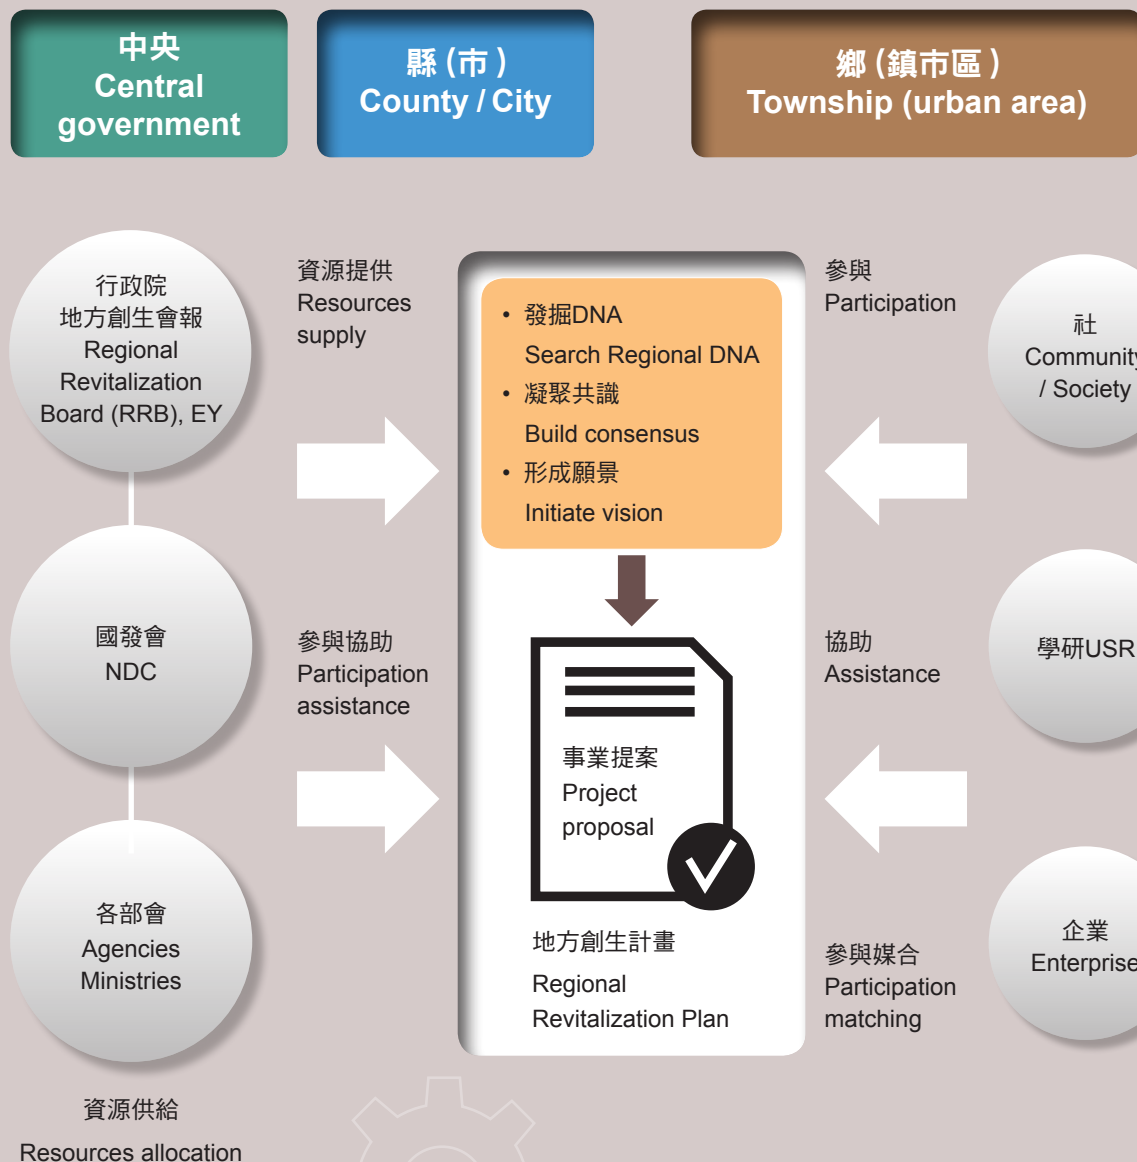 中央
Central
government
縣 (市 )
County / City
鄉 (鎮市區 )
Township (urban area)
行政院
地方創生會報
Regional
Revitalization
Board (RRB), EY
國發會
NDC
各部會
Agencies
Ministries
資源供給
Resources allocation
資源提供
Resources
supply
參與協助
Participation
assistance
• 發掘DNA
Search Regional DNA
• 凝聚共識
Build consensus
• 形成願景
Initiate vision
事業提案
Project
proposal
地方創生計畫
Regional
Revitalization Plan
參與
Participation
協助
Assistance
參與媒合
Participation
matching
社
Community
/ Society
學研USR
企業
Enterprise